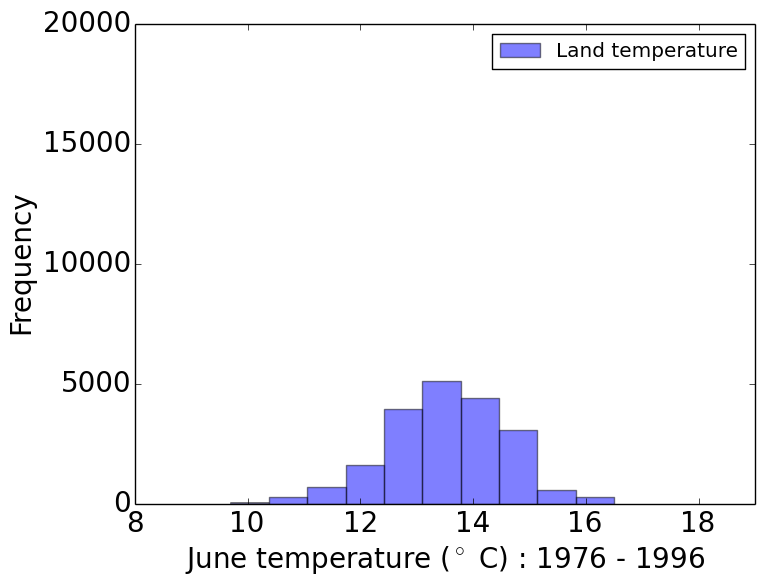 20000
Land temperature
15000
Frequency
10000
5000
0
8 10 12 14 16 18
June temperature (° C) : 1976 - 1996